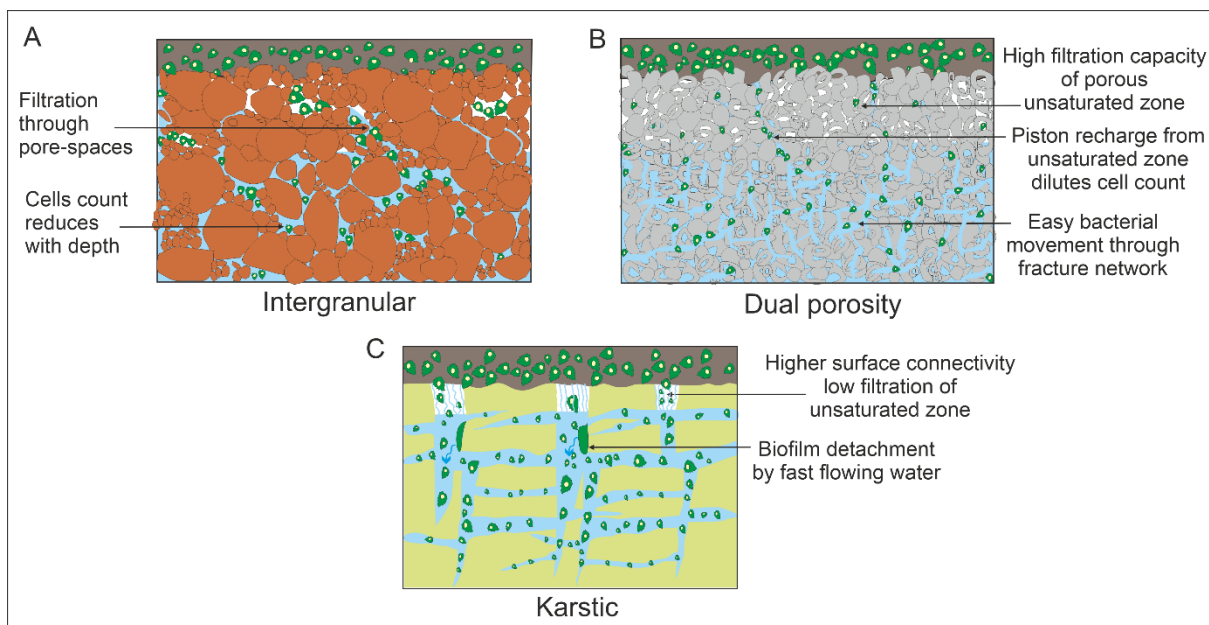 A
Filtration
through
pore-spaces
Cells count
reduces
with depth
Intergranular
B
High filtration capacity
of porous
unsaturated zone
Piston recharge from
unsaturated zone
dilutes cell count
Easy bacterial
movement through
fracture network
Dual porosity
C
Higher surface connectivity
low filtration of
unsaturated zone
Biofilm detachment
by fast flowing water
Karstic